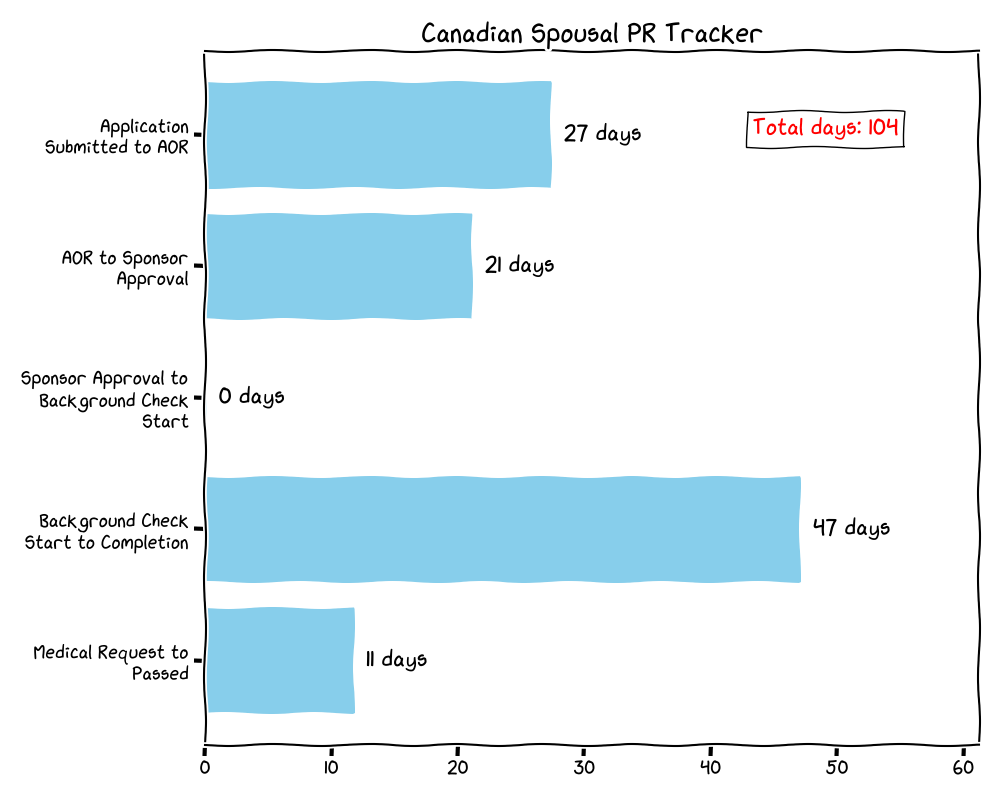 Canadian Spousal PR Tracker
Application
Submitted to AOR
27 days
Total days: 104
AOR to Sponsor
Approval
21 days
Sponsor Approval to
Background Check
Start
0 days
Background Check
Start to Completion
47 days
Medical Request to
Passed
11 days
0 10 20 30 40 50 60